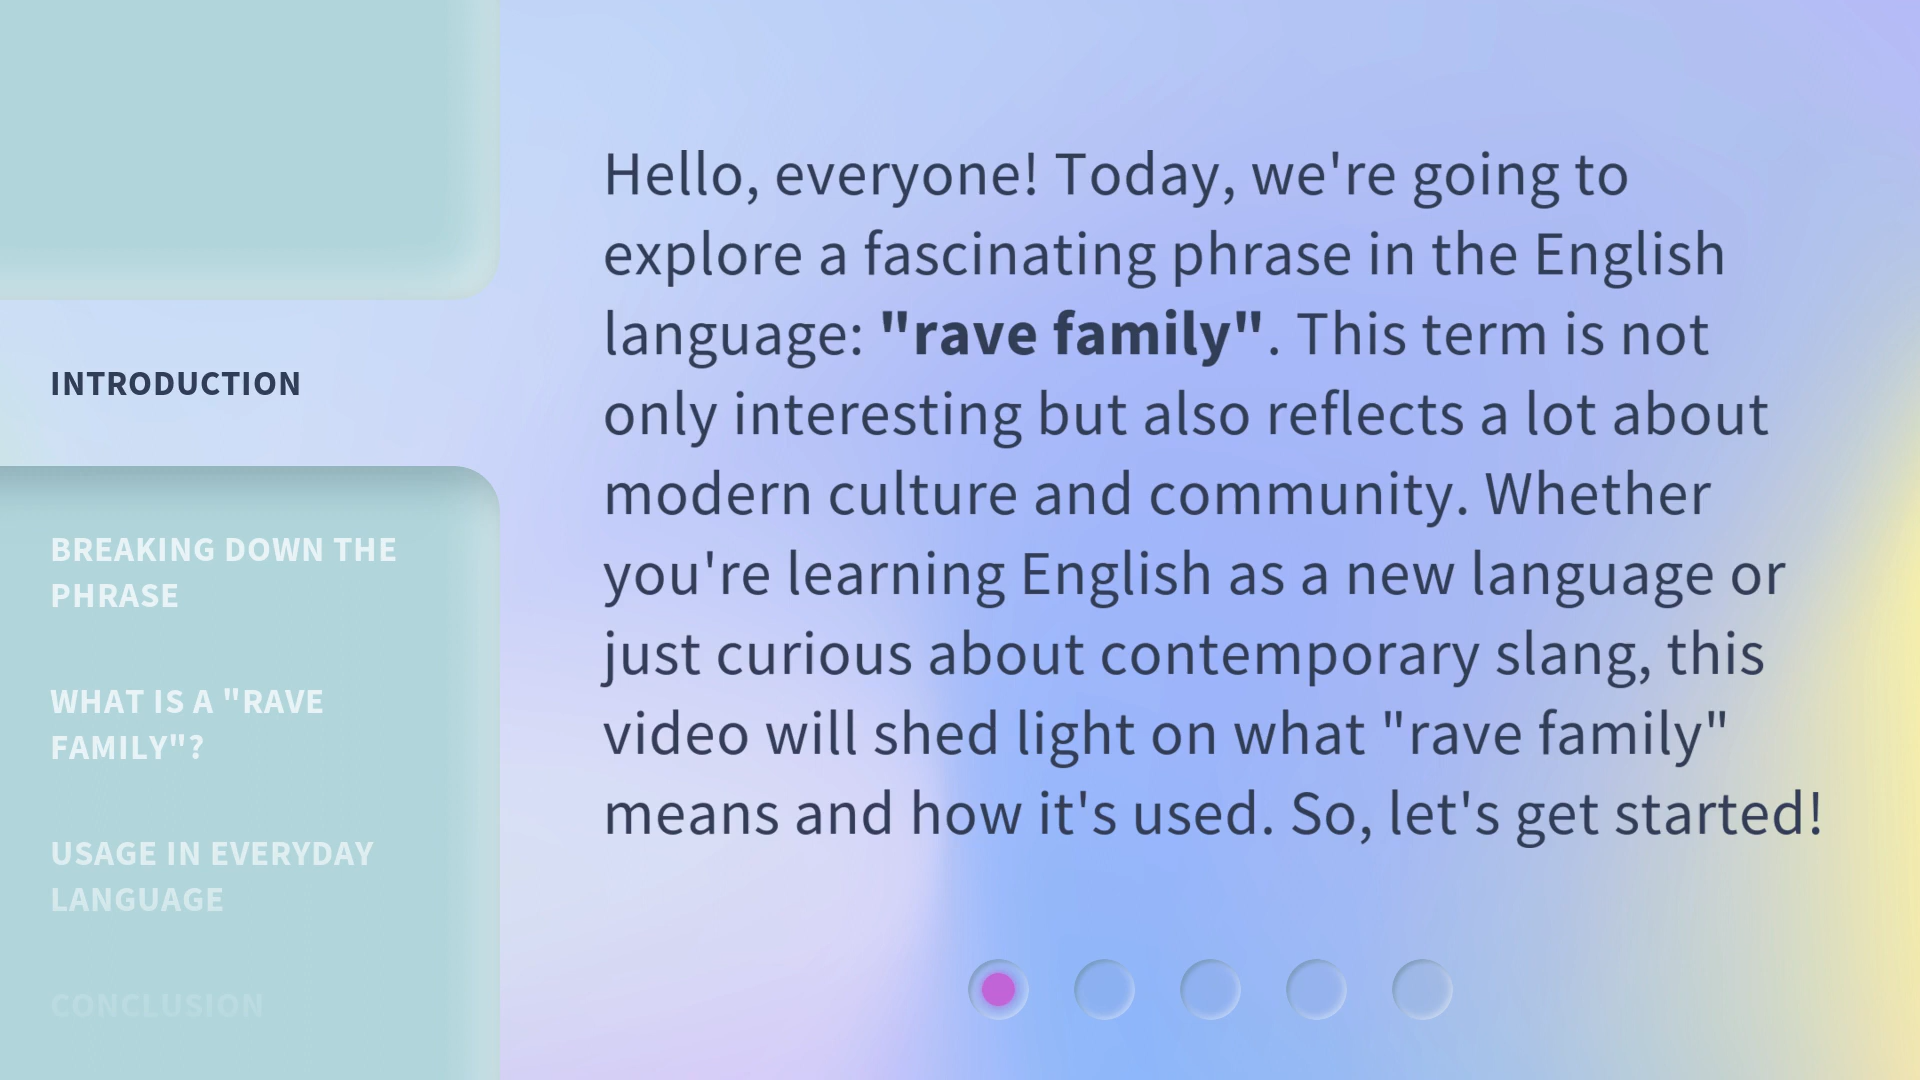 INTRODUCTION
BREAKING DOWN THE
PHRASE
WHAT IS A "RAVE
FAMILY"?
USAGE IN EVERYDAY
LANGUAGE
CONCLUSION
Hello, everyone! Today, we're going to
explore a fascinating phrase in the English
language: "rave family". This term is not
only interesting but also reflects a lot about
modern culture and community. Whether
you're learning English as a new language or
just curious about contemporary slang, this
video will shed light on what "rave family"
means and how it's used. So, let's get started!